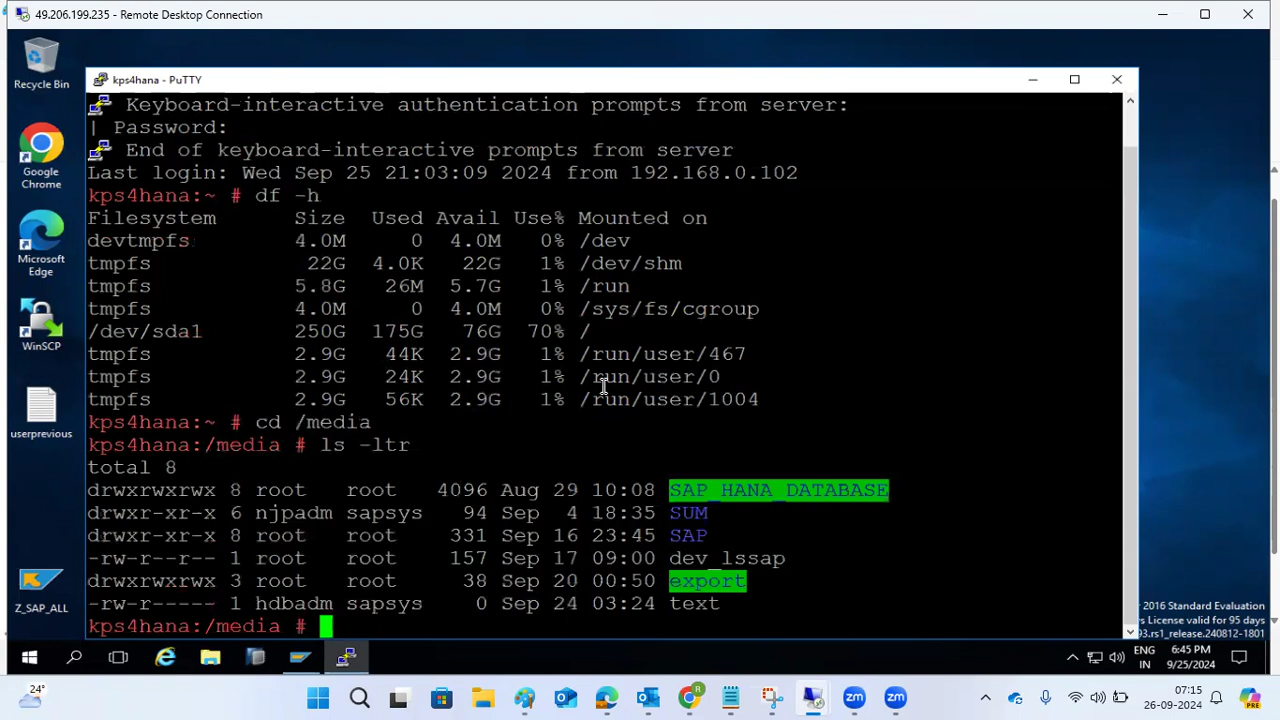 49.206.199.235 - Remote Desktop Connection
Recycle Bin
Google
Chrome
Microsoft
Edge
WinSCP
userprevious
Z_SAP_ALL
kps4hana - PuTTY
Keyboard-interactive authentication prompts from server:
| Password:
End of keyboard-interactive prompts from server
Last login: Wed Sep 25 21:03:09 2024 from 192.168.0.102
kps4hana:~ # df -h
Filesystem Size Used Avail Use% Mounted on
devtmpfs 4.0M 0 4.0M 0% /dev
tmpfs 22G 4.0K 22G 1% /dev/shm
tmpfs 5.8G 26M 5.7G 1% /run
tmpfs 4.0M 0 4.0M 0% /sys/fs/cgroup
/dev/sda1 250G 175G 76G 70% /
tmpfs 2.9G 44K 2.9G 1% /run/user/467
tmpfs 2.9G 24K 2.9G 1% /run/user/0
tmpfs 2.9G 56K 2.9G 1% /run/user/1004
kps4hana:~ # cd /media
kps4hana:/media # ls -ltr
total 8
drwxrwxrwx 8 root root 4096 Aug 29 10:08 SAP_HANA_DATABASE
drwxr-xr-x 6 njpadm sapsys 94 Sep 4 18:35 SUM
drwxr-xr-x 8 root root 331 Sep 16 23:45 SAP
-rw-r--r-- 1 root root 157 Sep 17 09:00 dev_lssap
drwxrwxrwx 3 root root 38 Sep 20 00:50 export
-rw-r----- 1 hdbadm sapsys 0 Sep 24 03:24 text
kps4hana:/media #
2016 Standard Evaluation
s License valid for 95 days
93.rs1_release.240812-1801
ENG
IN
6:45 PM
9/25/2024
24°
07:15
26-09-2024